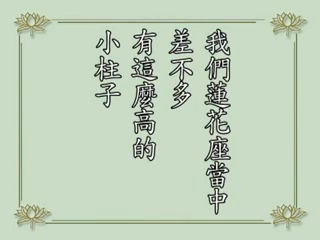 我們蓮花座當中
差不多
有這麼高的
小柱子